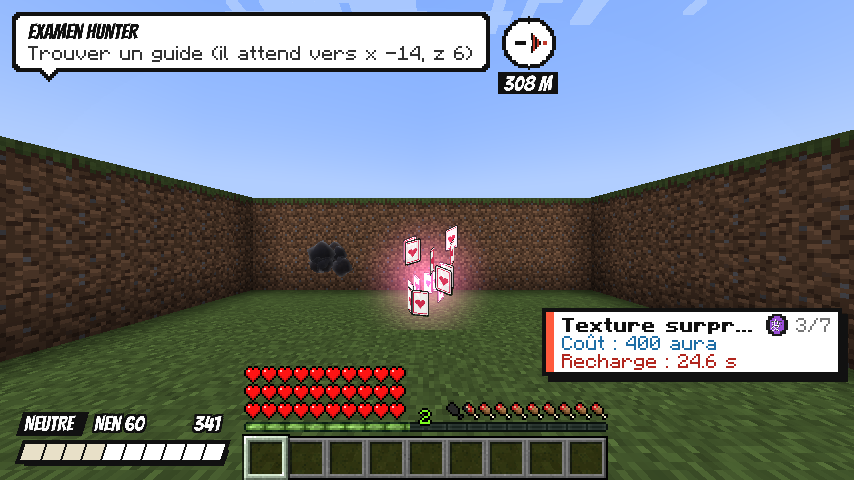 EXAMEN HUNTER
Trouver un guide (il attend vers x -14, z 6)
308 M
Texture surpr... 3/7
Coût : 400 aura
Recharge : 24.6 s
2
NEUTRE NEN 60 341